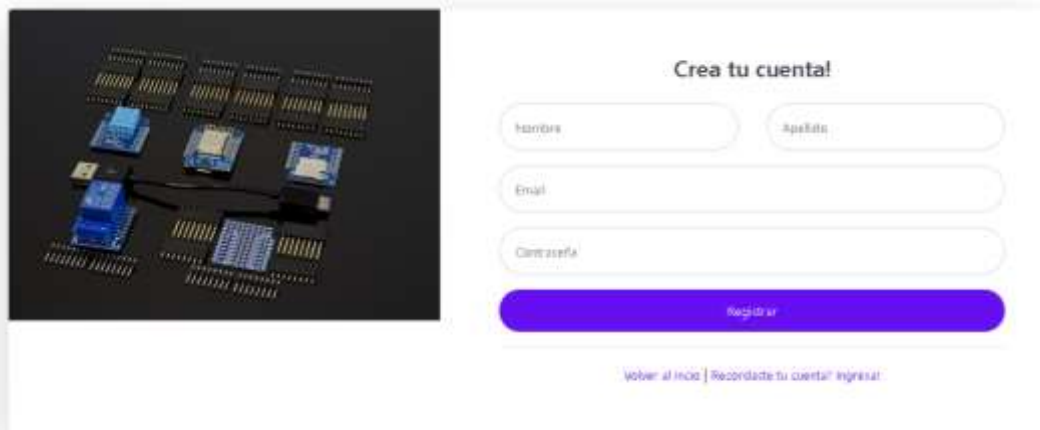 Crea tu cuenta!
Nombre Apellido
Email
Contraseña
Registrar
Volver al inicio | Recordaste tu cuenta? Ingresa!